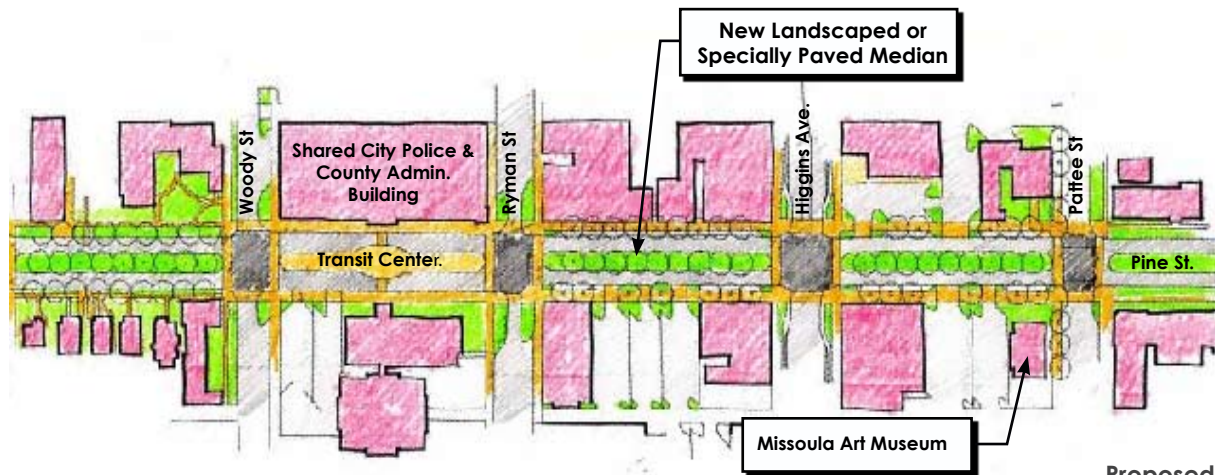 New Landscaped or
Specially Paved Median
Woody St
Shared City Police &
County Admin.
Building
Ryman St
Higgins Ave.
Pattee St
Transit Center.
Pine St.
Missoula Art Museum
Proposed